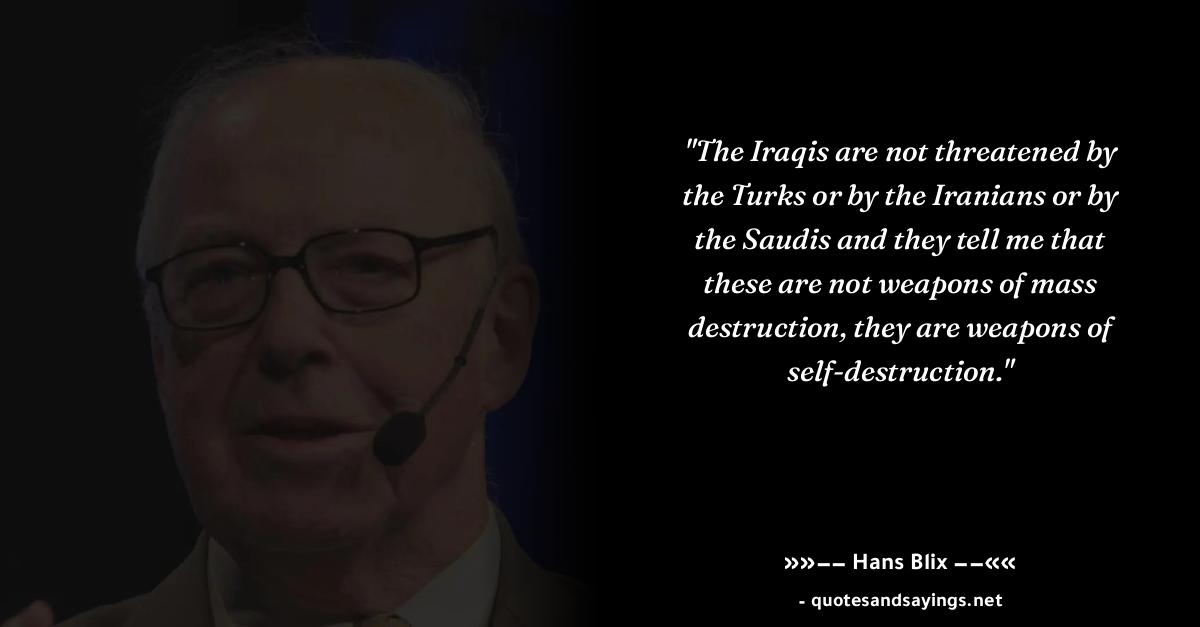 "The Iraqis are not threatened by
the Turks or by the Iranians or by
the Saudis and they tell me that
these are not weapons of mass
destruction, they are weapons of
self-destruction."
»»–– Hans Blix ––««
- quotesandsayings.net